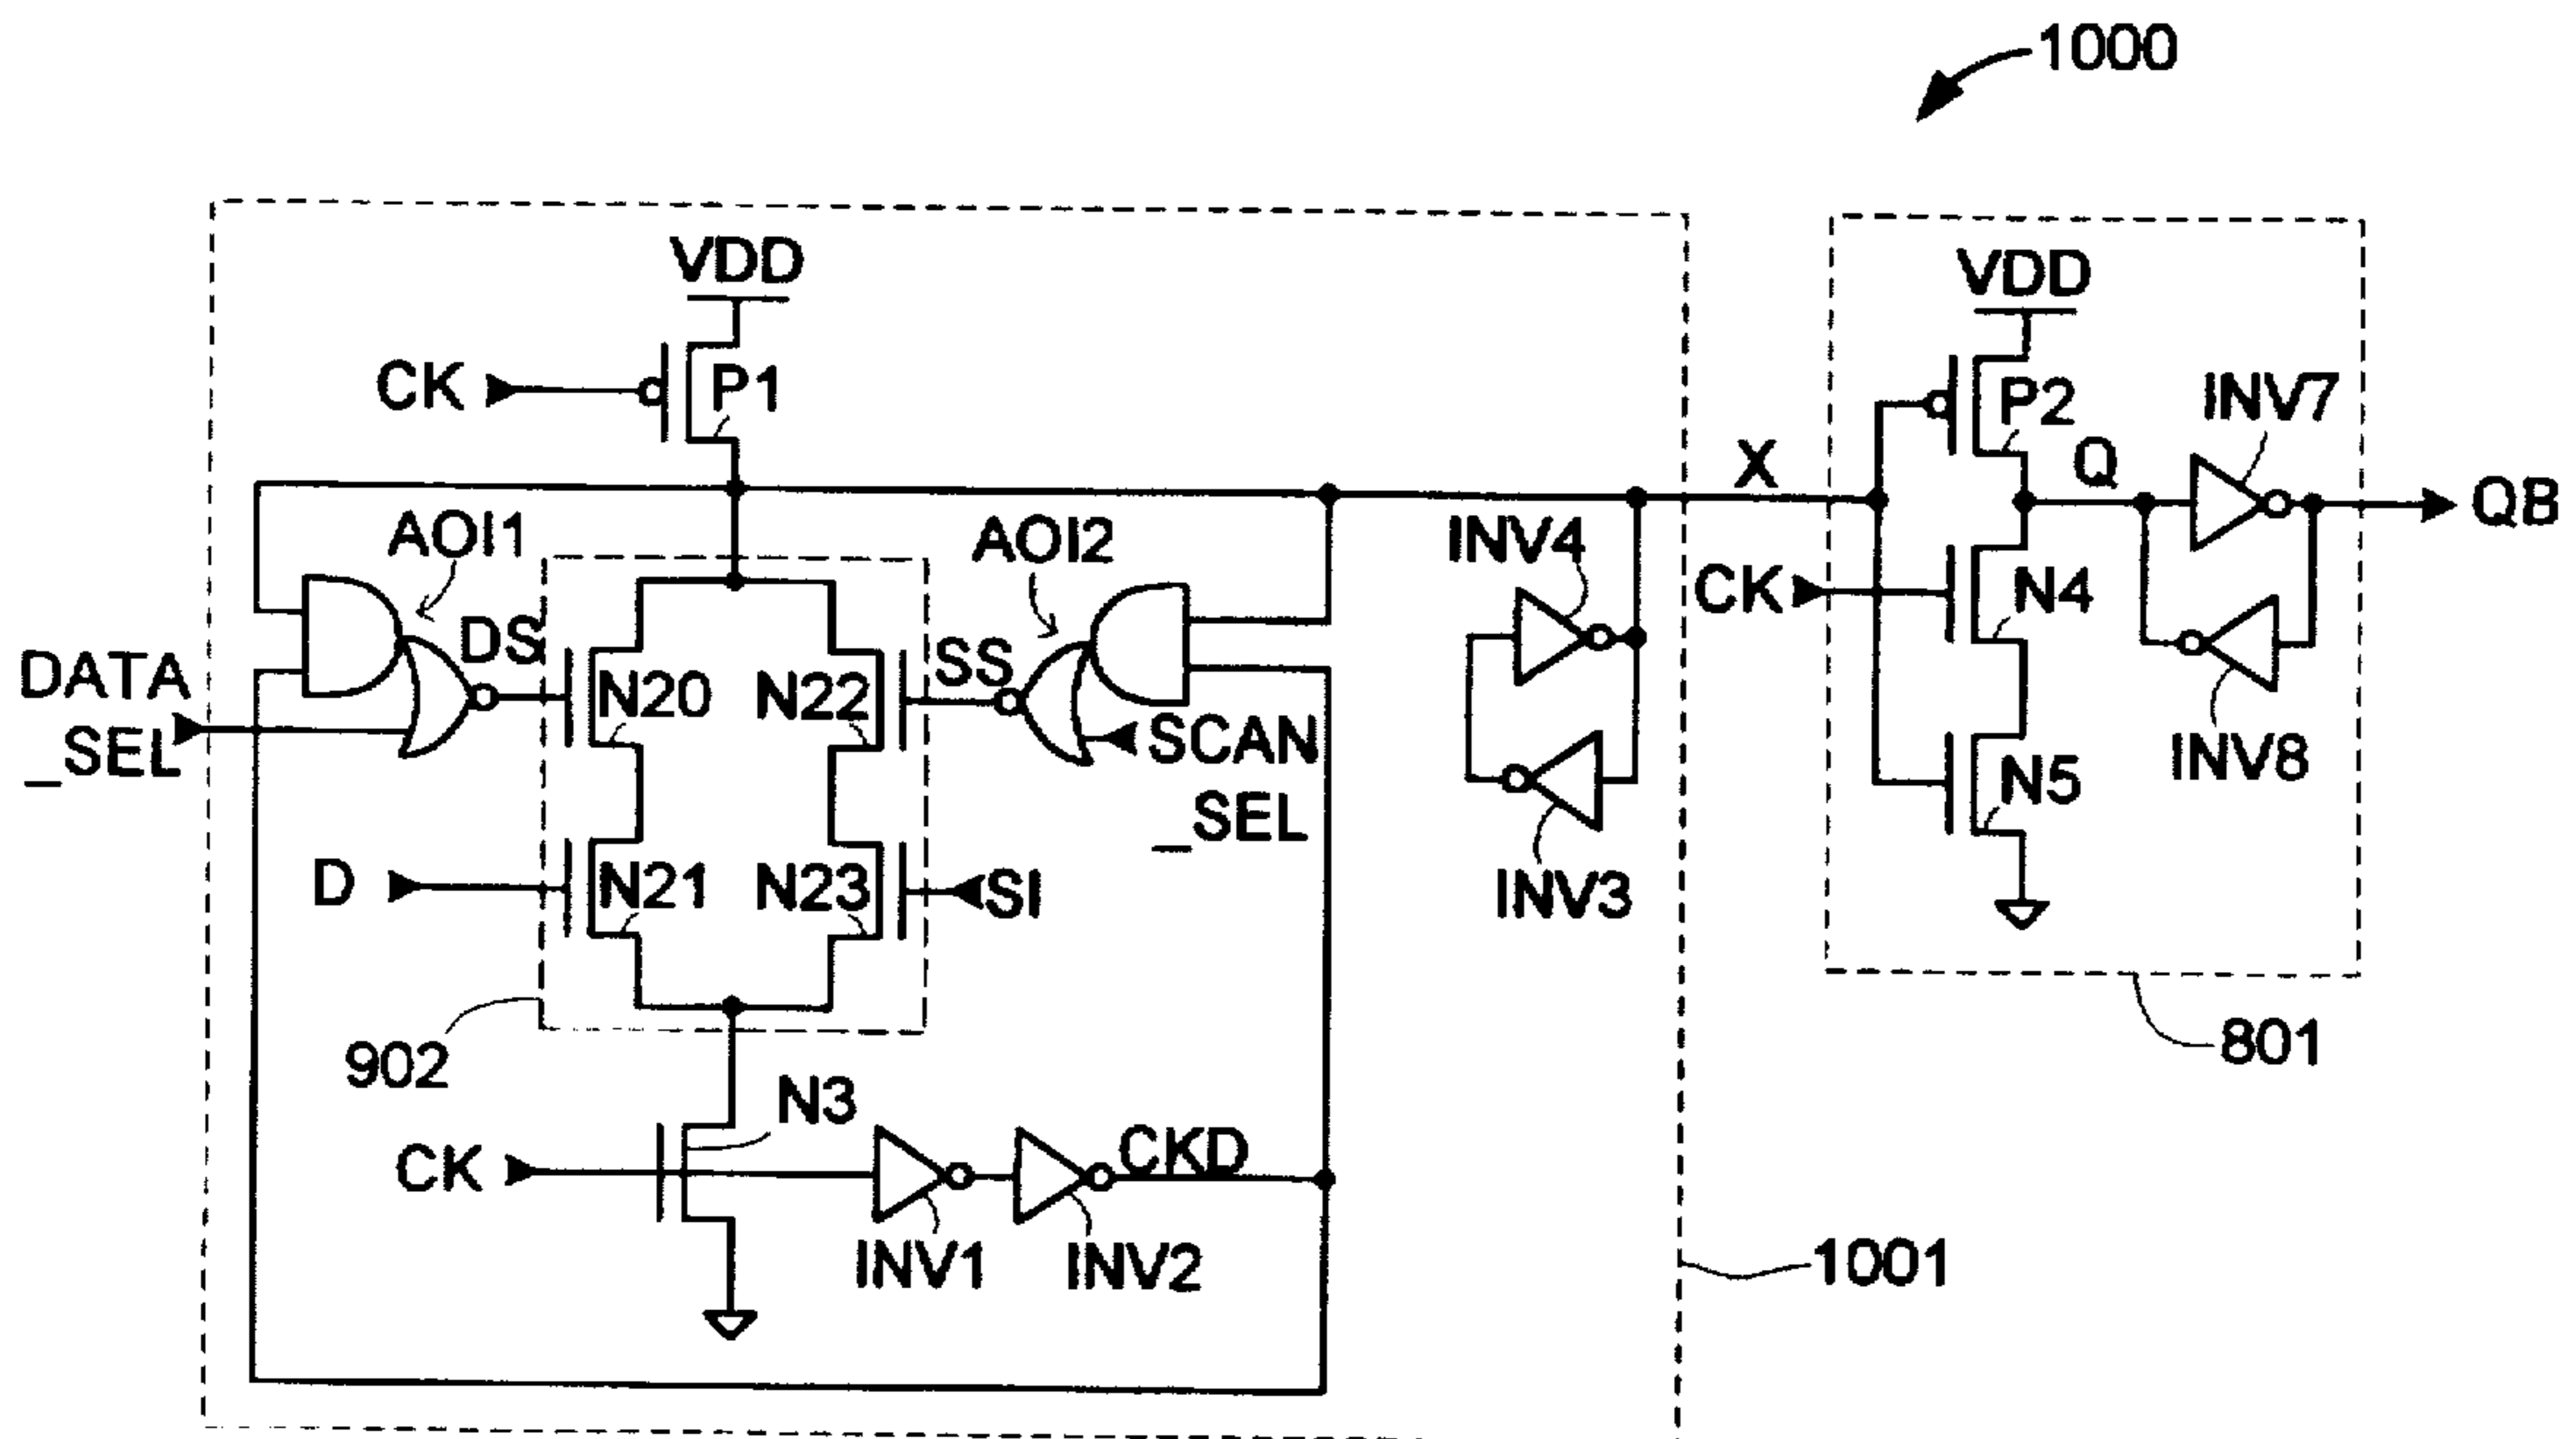 1000
VDD
VDD
CK
P1
P2
INV7
X
Q
QB
AOI1
AOI2
INV4
DS
SS
CK
N4
DATA
_SEL
N20
N22
SCAN
_SEL
INV8
N5
D
N21
N23
SI
INV3
902
801
N3
CK
CKD
INV1
INV2
1001